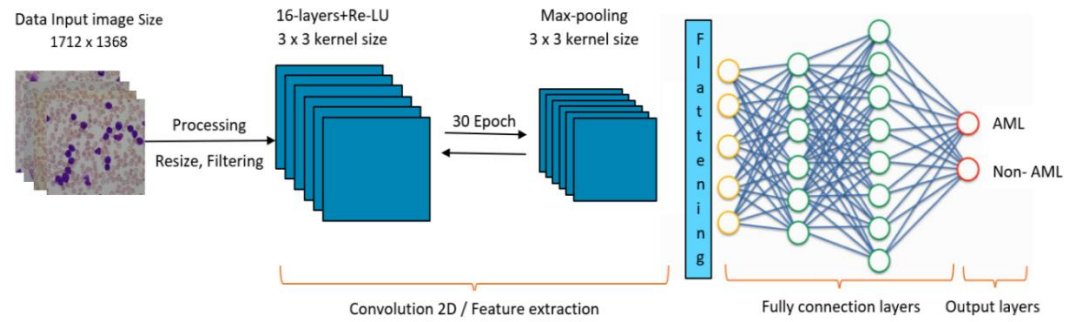 Data Input image Size
1712 x 1368
16-layers+Re-LU
3 x 3 kernel size
Max-pooling
3 x 3 kernel size
Processing
Resize, Filtering
30 Epoch
Flattening
AML
Non- AML
Convolution 2D / Feature extraction
Fully connection layers
Output layers